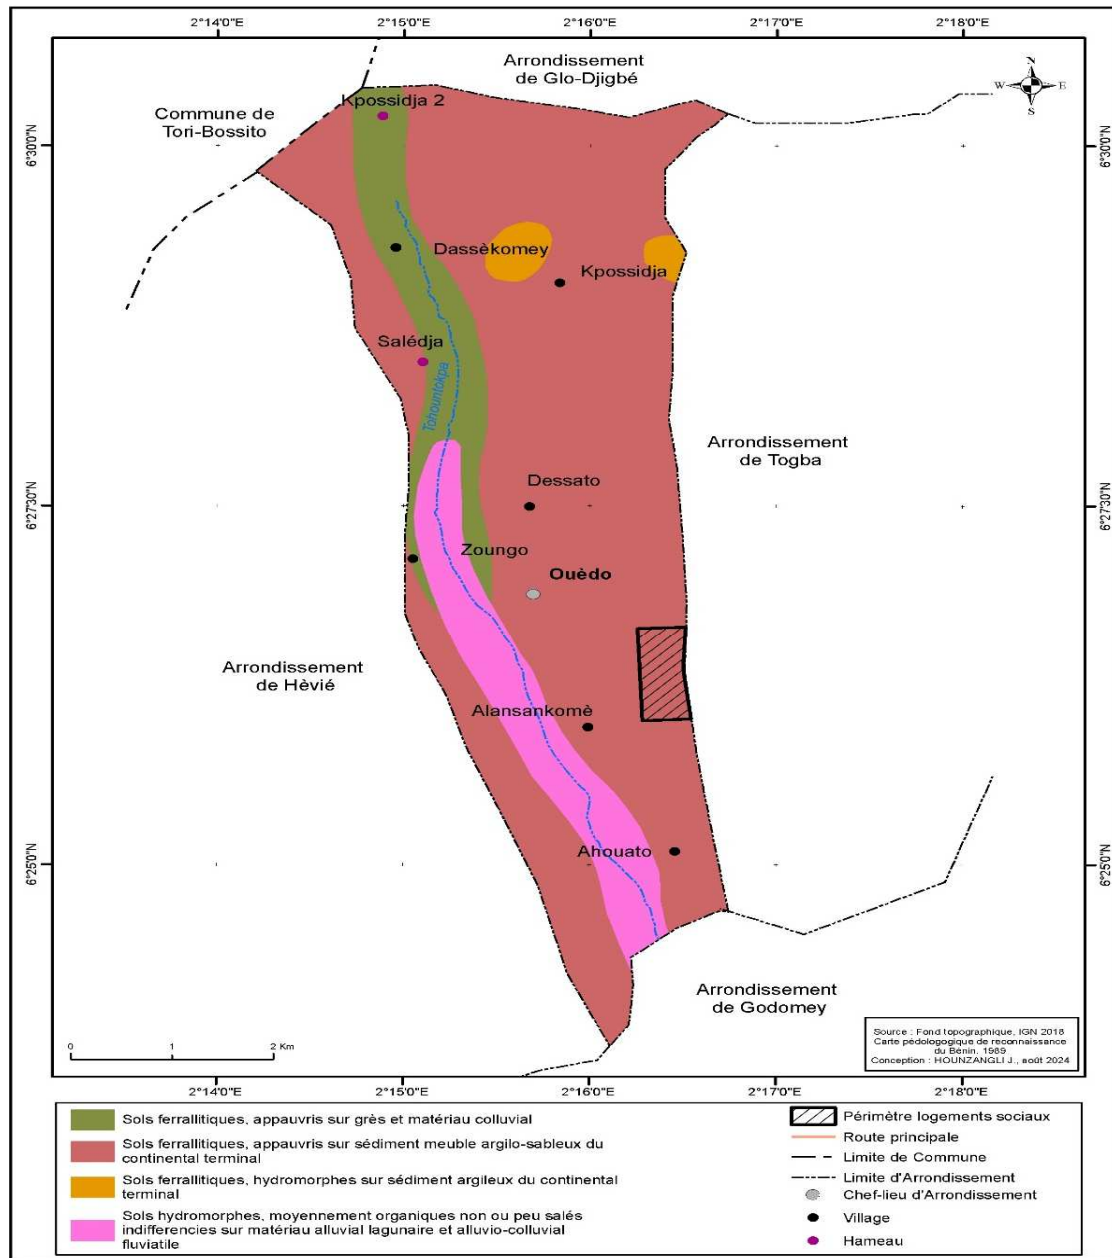 2°14'0"E
2°15'0"E
2°16'0"E
2°17'0"E
2°18'0"E
Arrondissement
de Glo-Djigbé
N
W
E
S
Kpossidja 2
Commune de
Tori-Bossito
6°30'0"N
6°30'0"N
Dassèkomey
Kpossidja
Salédja
Tohountokpa
Arrondissement
de Togba
Dessato
6°27'30"N
6°27'30"N
Zoungo
Ouèdo
Arrondissement
de Hèvié
Alansankomè
Ahouato
6°25'0"N
6°25'0"N
Arrondissement
de Godomey
Source : Fond topographique, IGN 2018
Carte pédologogique de reconnaissance
du Bénin, 1989
Conception : HOUNZANGLI J., août 2024
0
1
2 Km
2°14'0"E
2°15'0"E
2°16'0"E
2°17'0"E
2°18'0"E
Sols ferrallitiques, appauvris sur grès et matériau colluvial
Sols ferrallitiques, appauvris sur sédiment meuble argilo-sableux du
continental terminal
Sols ferrallitiques, hydromorphes sur sédiment argileux du continental
terminal
Sols hydromorphes, moyennement organiques non ou peu salés
indifferencies sur matériau alluvial lagunaire et alluvio-colluvial
fluviatile
Périmètre logements sociaux
Route principale
Limite de Commune
Limite d'Arrondissement
Chef-lieu d'Arrondissement
Village
Hameau